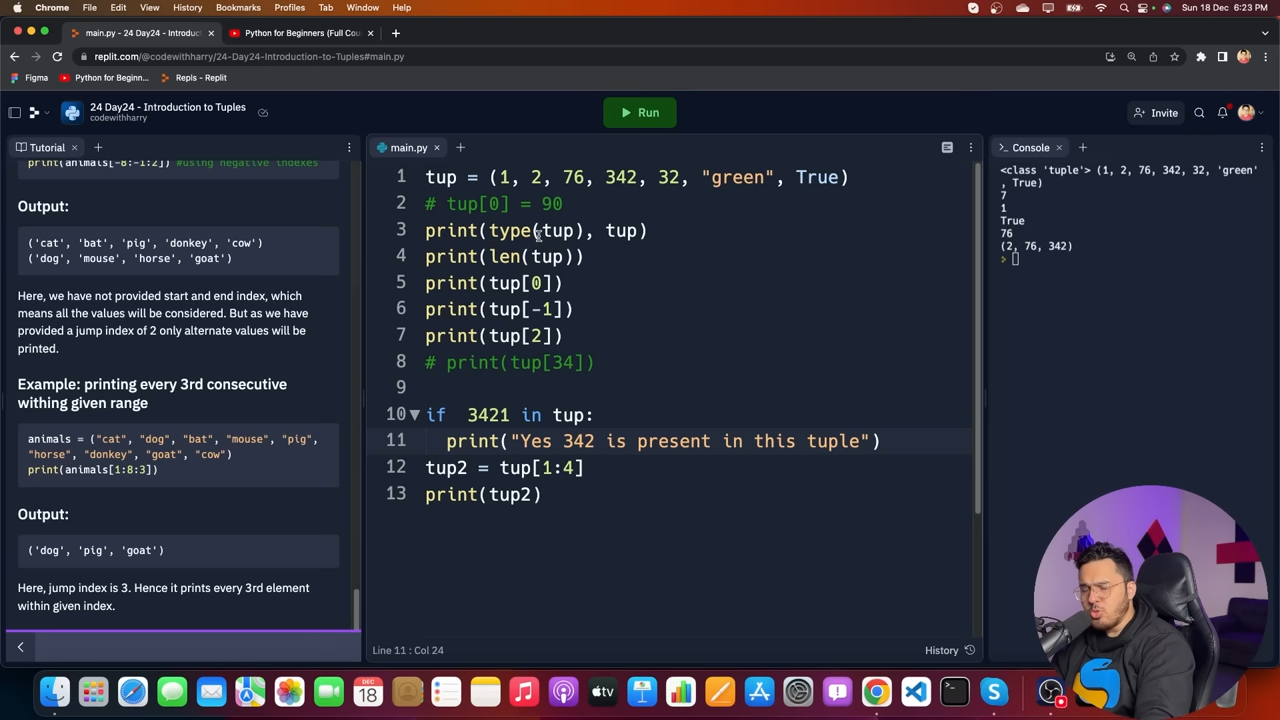 Chrome File Edit View History Bookmarks Profiles Tab Window Help Sun 18 Dec 6:23 PM
main.py - 24 Day24 - Introduc Python for Beginners (Full Cou
replit.com/@codewithharry/24-Day24-Introduction-to-Tuples#main.py
Figma Python for Beginn... Repls - Replit
24 Day24 - Introduction to Tuples
codewithharry
Run
Invite
Tutorial
main.py
Console
print(animals[-8:-1:2]) #using negative indexes
Output:
('cat', 'bat', 'pig', 'donkey', 'cow')
('dog', 'mouse', 'horse', 'goat')
Here, we have not provided start and end index, which
means all the values will be considered. But as we have
provided a jump index of 2 only alternate values will be
printed.
Example: printing every 3rd consecutive
withing given range
animals = ("cat", "dog", "bat", "mouse", "pig",
"horse", "donkey", "goat", "cow")
print(animals[1:8:3])
Output:
('dog', 'pig', 'goat')
Here, jump index is 3. Hence it prints every 3rd element
within given index.
1 tup = (1, 2, 76, 342, 32, "green", True)
2 # tup[0] = 90
3 print(type(tup), tup)
4 print(len(tup))
5 print(tup[0])
6 print(tup[-1])
7 print(tup[2])
8 # print(tup[34])
9
10 if 3421 in tup:
11 print("Yes 342 is present in this tuple")
12 tup2 = tup[1:4]
13 print(tup2)
Line 11 : Col 24
History
<class 'tuple'> (1, 2, 76, 342, 32, 'green'
, True)
7
1
True
76
(2, 76, 342)
>
DEC
18
tv